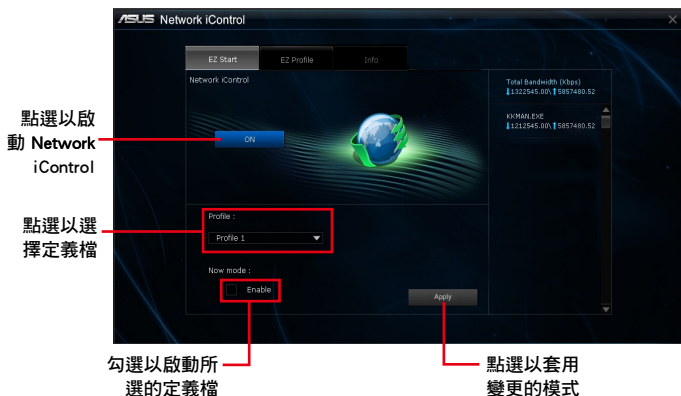 ASUS Network iControl
EZ Start
EZ Profile
Info
Network iControl
ON
Total Bandwidth (Kbps)
1322545.00\ 5857480.52
KKMAN.EXE
1212545.00\ 5857480.52
Profile :
Profile 1
Now mode :
Enable
Apply
點選以啟
動 Network
iControl
點選以選
擇定義檔
勾選以啟動所
選的定義檔
點選以套用
變更的模式